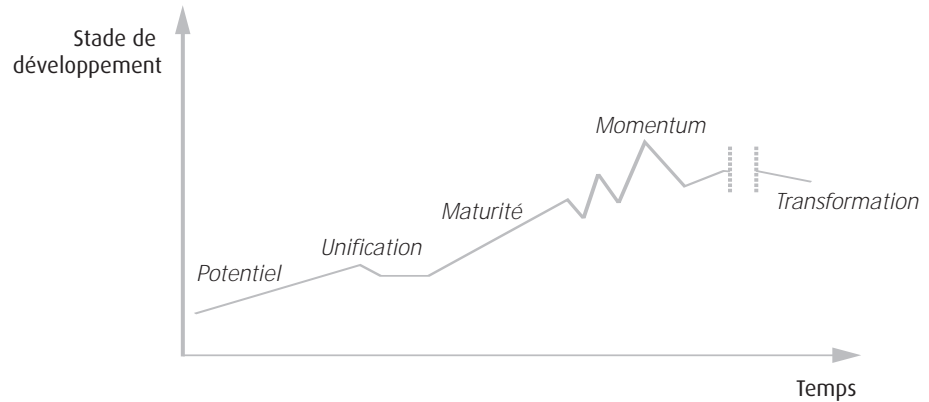 Stade de
développement
Momentum
Transformation
Maturité
Unification
Potentiel
Temps